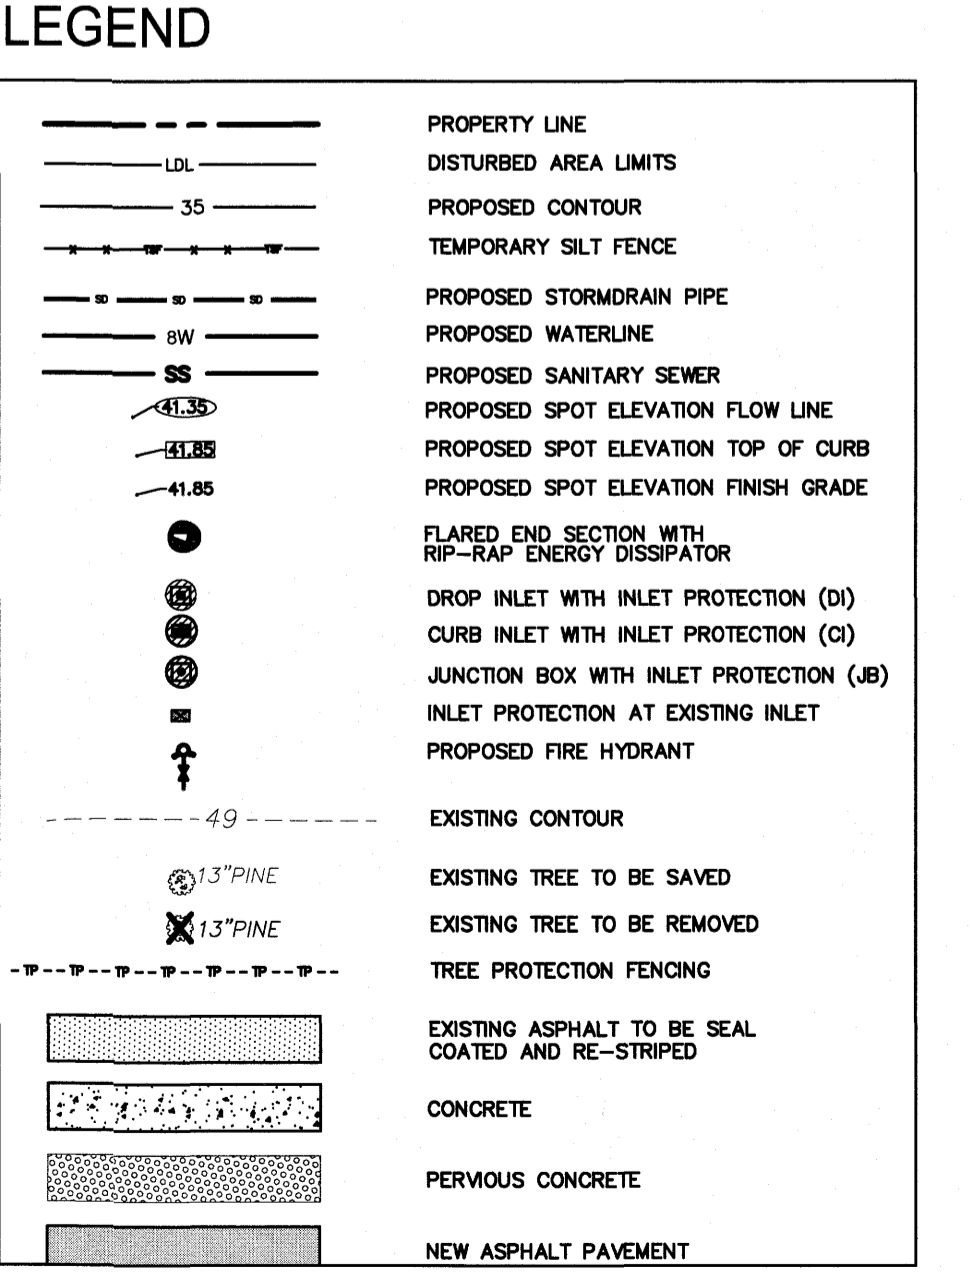 LEGEND
PROPERTY LINE
LDL DISTURBED AREA LIMITS
35 PROPOSED CONTOUR
x x TSF x x TSF TEMPORARY SILT FENCE
SD SD SD PROPOSED STORMDRAIN PIPE
8W PROPOSED WATERLINE
SS PROPOSED SANITARY SEWER
41.35 PROPOSED SPOT ELEVATION FLOW LINE
41.85 PROPOSED SPOT ELEVATION TOP OF CURB
41.85 PROPOSED SPOT ELEVATION FINISH GRADE
FLARED END SECTION WITH
RIP-RAP ENERGY DISSIPATOR
DROP INLET WITH INLET PROTECTION (DI)
CURB INLET WITH INLET PROTECTION (CI)
JUNCTION BOX WITH INLET PROTECTION (JB)
INLET PROTECTION AT EXISTING INLET
PROPOSED FIRE HYDRANT
49 EXISTING CONTOUR
13"PINE EXISTING TREE TO BE SAVED
13"PINE EXISTING TREE TO BE REMOVED
TP TP TP TP TP TP TP TREE PROTECTION FENCING
EXISTING ASPHALT TO BE SEAL
COATED AND RE-STRIPED
CONCRETE
PERVIOUS CONCRETE
NEW ASPHALT PAVEMENT